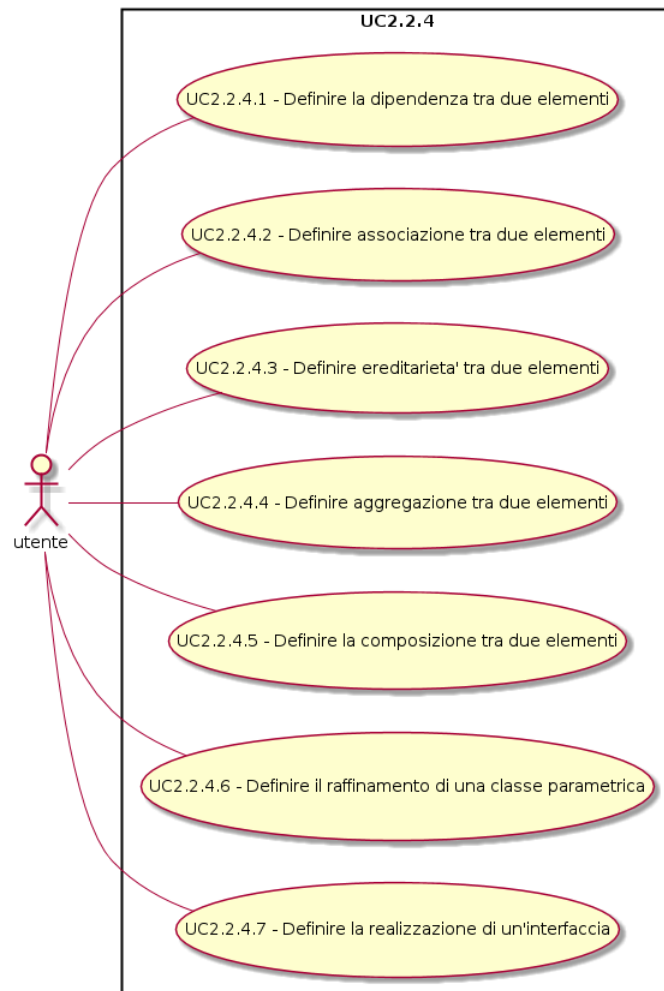 UC2.2.4
UC2.2.4.1 - Definire la dipendenza tra due elementi
UC2.2.4.2 - Definire associazione tra due elementi
UC2.2.4.3 - Definire ereditarieta' tra due elementi
UC2.2.4.4 - Definire aggregazione tra due elementi
utente
UC2.2.4.5 - Definire la composizione tra due elementi
UC2.2.4.6 - Definire il raffinamento di una classe parametrica
UC2.2.4.7 - Definire la realizzazione di un'interfaccia